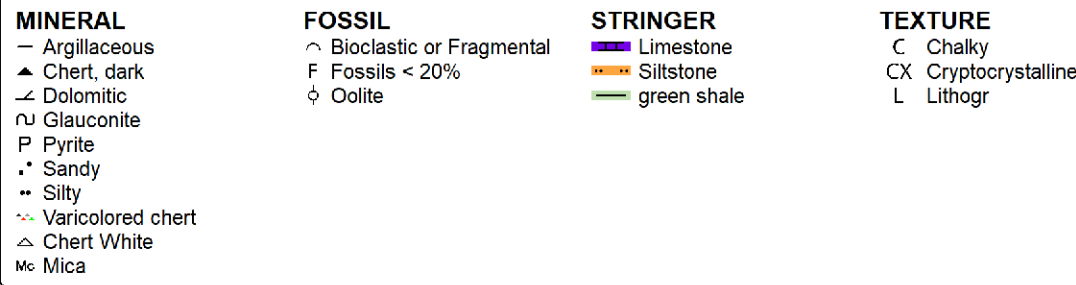 MINERAL
Argillaceous
Chert, dark
Dolomitic
Glauconite
P Pyrite
Sandy
Silty
Varicolored chert
Chert White
Mc Mica
FOSSIL
Bioclastic or Fragmental
F Fossils < 20%
Oolite
STRINGER
Limestone
Siltstone
green shale
TEXTURE
C Chalky
CX Cryptocrystalline
L Lithogr